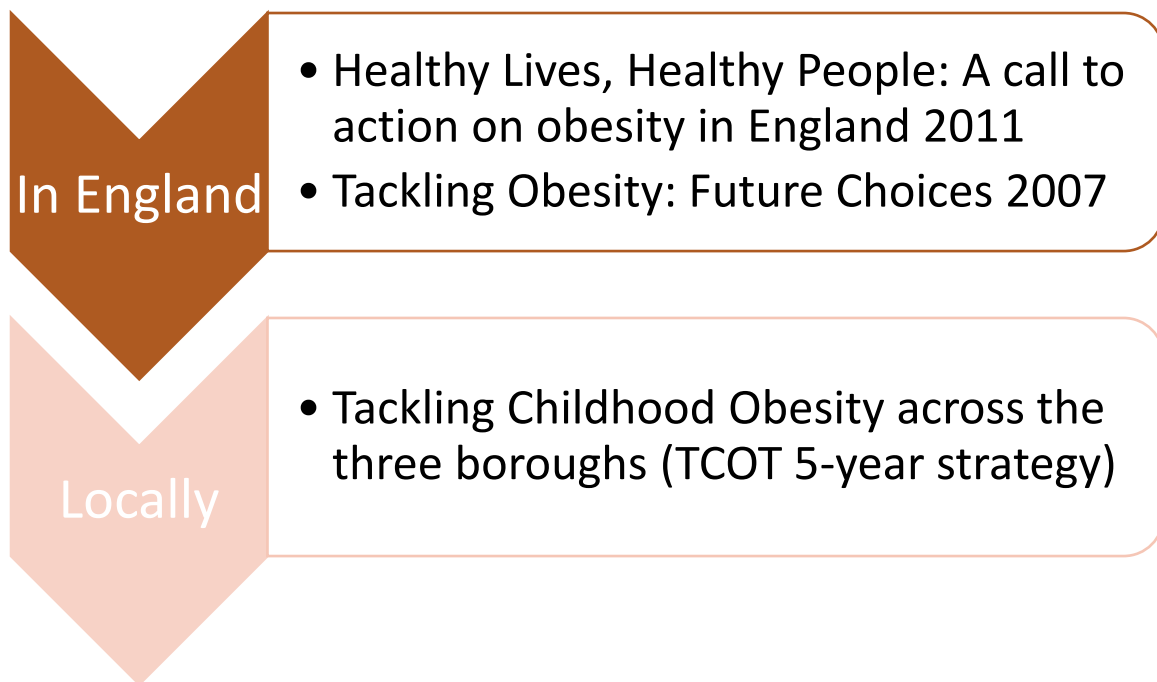 In England
• Healthy Lives, Healthy People: A call to
action on obesity in England 2011
• Tackling Obesity: Future Choices 2007
Locally
• Tackling Childhood Obesity across the
three boroughs (TCOT 5-year strategy)